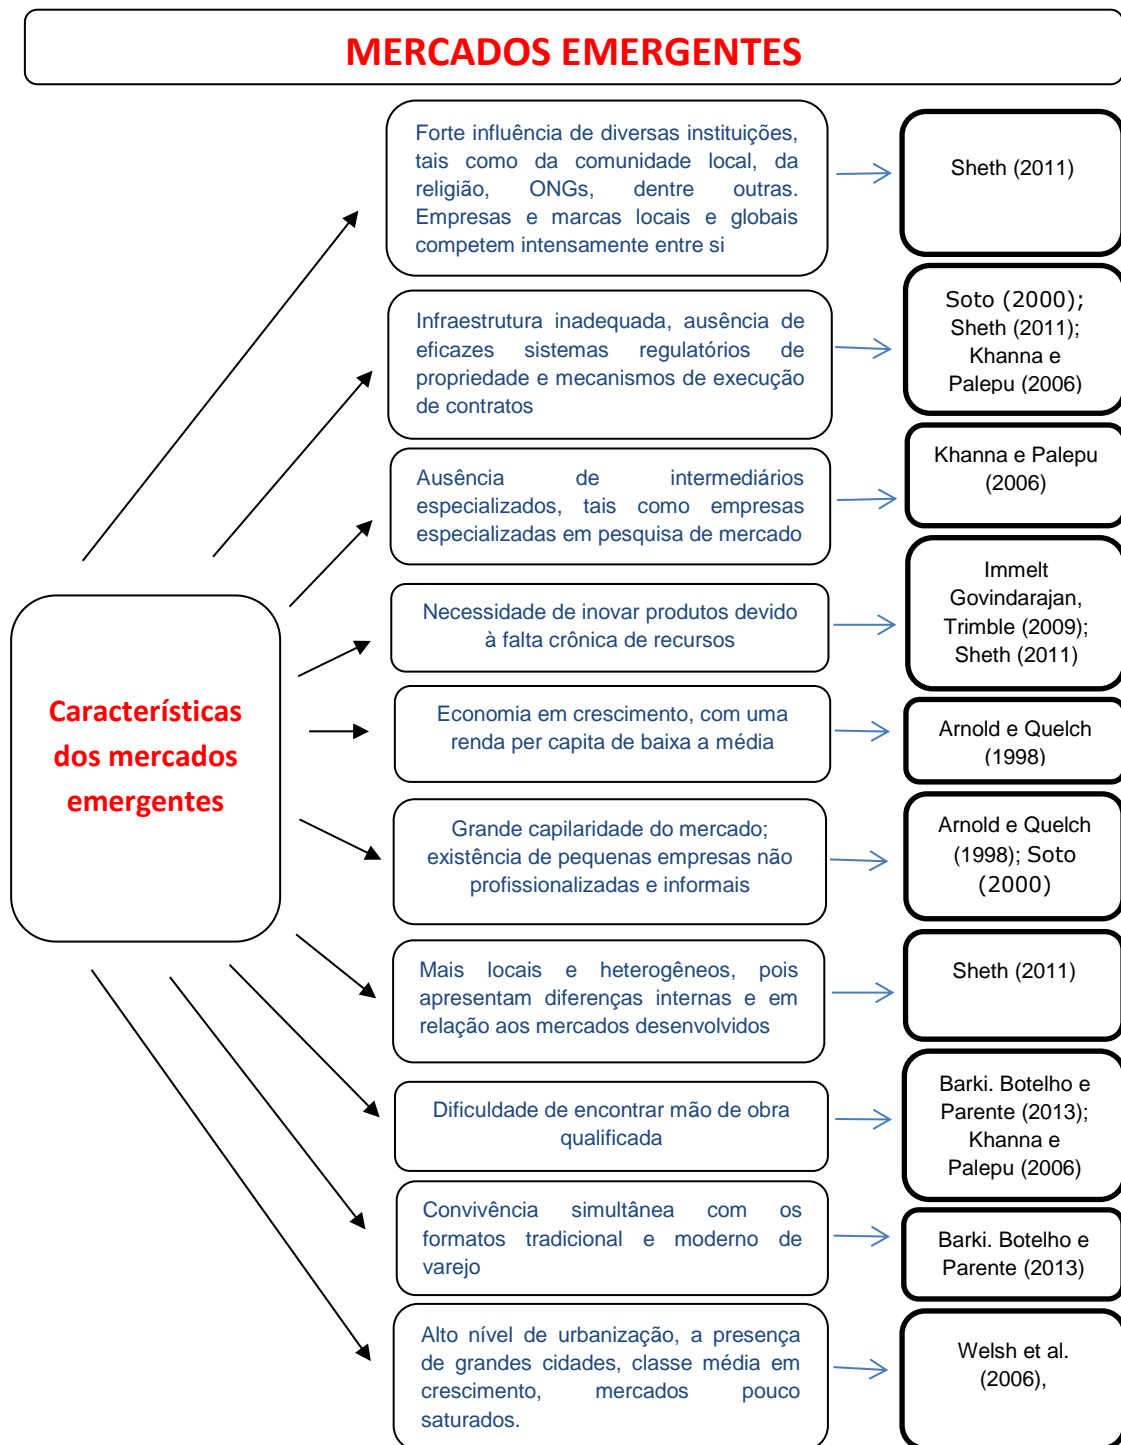 MERCADOS EMERGENTES
Forte influência de diversas instituições,
tais como da comunidade local, da
religião, ONGs, dentre outras.
Empresas e marcas locais e globais
competem intensamente entre si
Sheth (2011)
Infraestrutura inadequada, ausência de
eficazes sistemas regulatórios de
propriedade e mecanismos de execução
de contratos
Soto (2000);
Sheth (2011);
Khanna e
Palepu (2006)
Ausência de intermediários
especializados, tais como empresas
especializadas em pesquisa de mercado
Khanna e Palepu
(2006)
Necessidade de inovar produtos devido
à falta crônica de recursos
Immelt
Govindarajan,
Trimble (2009);
Sheth (2011)
Características
dos mercados
emergentes
Economia em crescimento, com uma
renda per capita de baixa a média
Arnold e Quelch
(1998)
Grande capilaridade do mercado;
existência de pequenas empresas não
profissionalizadas e informais
Arnold e Quelch
(1998); Soto
(2000)
Mais locais e heterogêneos, pois
apresentam diferenças internas e em
relação aos mercados desenvolvidos
Sheth (2011)
Dificuldade de encontrar mão de obra
qualificada
Barki. Botelho e
Parente (2013);
Khanna e
Palepu (2006)
Convivência simultânea com os
formatos tradicional e moderno de
varejo
Barki. Botelho e
Parente (2013)
Alto nível de urbanização, a presença
de grandes cidades, classe média em
crescimento, mercados pouco
saturados.
Welsh et al.
(2006),